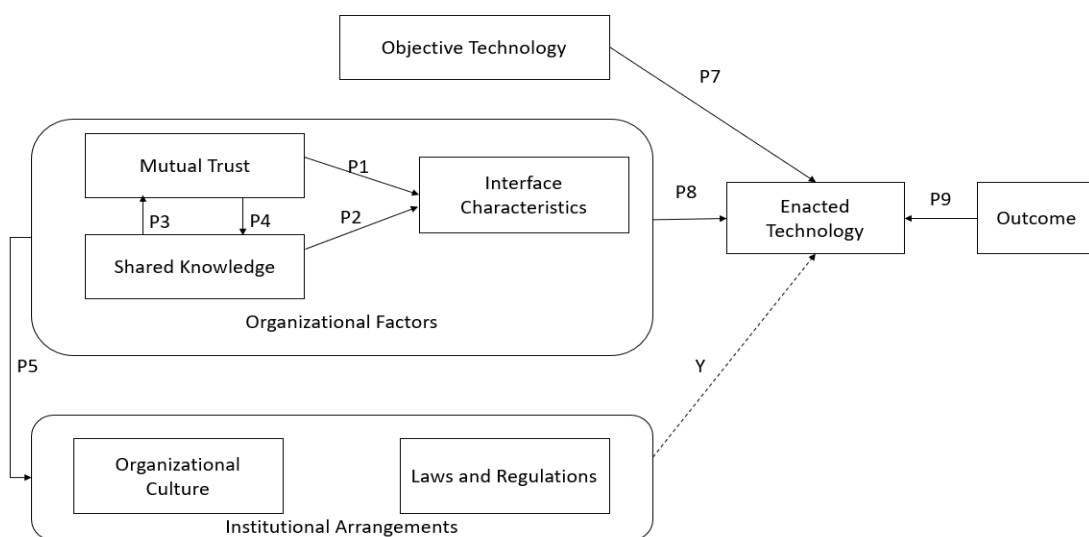 Objective Technology
P7
Mutual Trust
P1
Interface
Characteristics
P3
P4
P2
Shared Knowledge
Organizational Factors
P8
Enacted
Technology
P9
Outcome
P5
Y
Organizational
Culture
Laws and Regulations
Institutional Arrangements